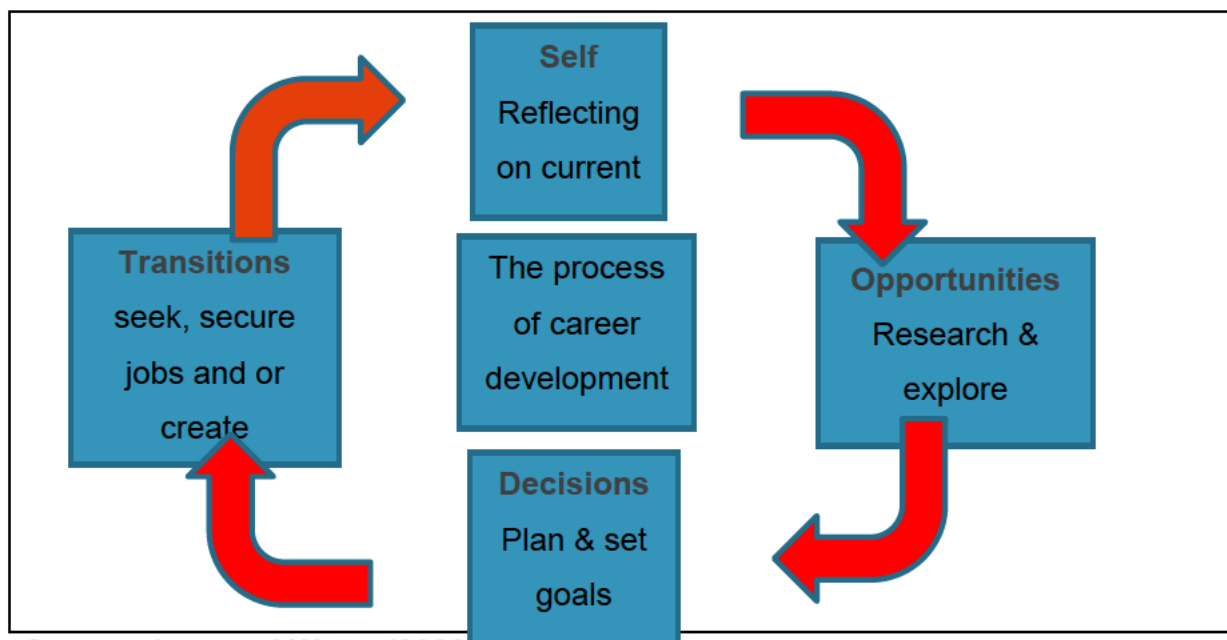 Self
Reflecting
on current
Transitions
seek, secure
jobs and or
create
The process
of career
development
Opportunities
Research &
explore
Decisions
Plan & set
goals